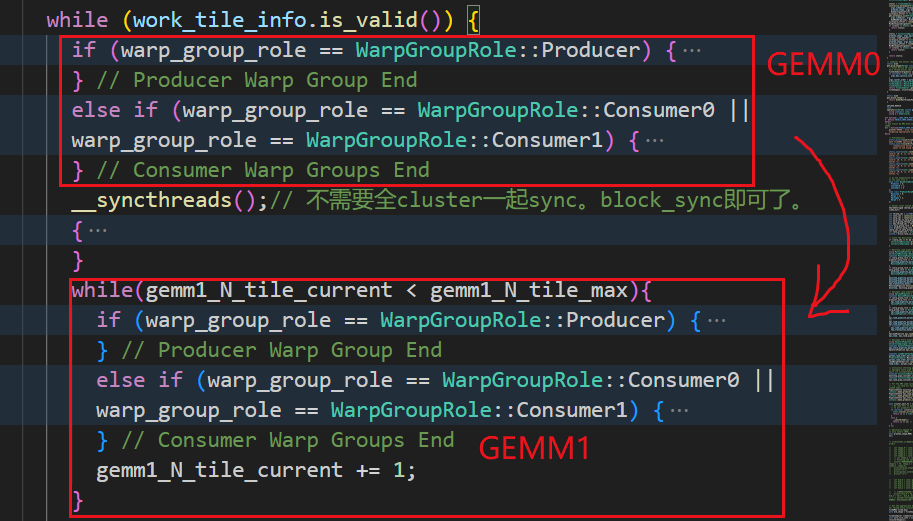 while (work_tile_info.is_valid()) {
if (warp_group_role == WarpGroupRole::Producer) { ···
GEMM0
} // Producer Warp Group End
else if (warp_group_role == WarpGroupRole::Consumer0 ||
warp_group_role == WarpGroupRole::Consumer1) { ···
} // Consumer Warp Groups End
__syncthreads();// 不需要全cluster一起sync。block_sync即可了。
{ ···
}
while(gemm1_N_tile_current < gemm1_N_tile_max){
if (warp_group_role == WarpGroupRole::Producer) { ···
} // Producer Warp Group End
else if (warp_group_role == WarpGroupRole::Consumer0 ||
warp_group_role == WarpGroupRole::Consumer1) { ···
} // Consumer Warp Groups End
GEMM1
gemm1_N_tile_current += 1;
}